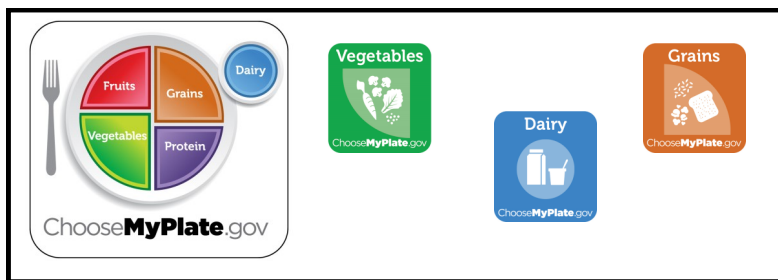 Fruits
Grains
Dairy
Vegetables
Protein
ChooseMyPlate.gov
Vegetables
ChooseMyPlate.gov
Dairy
ChooseMyPlate.gov
Grains
ChooseMyPlate.gov